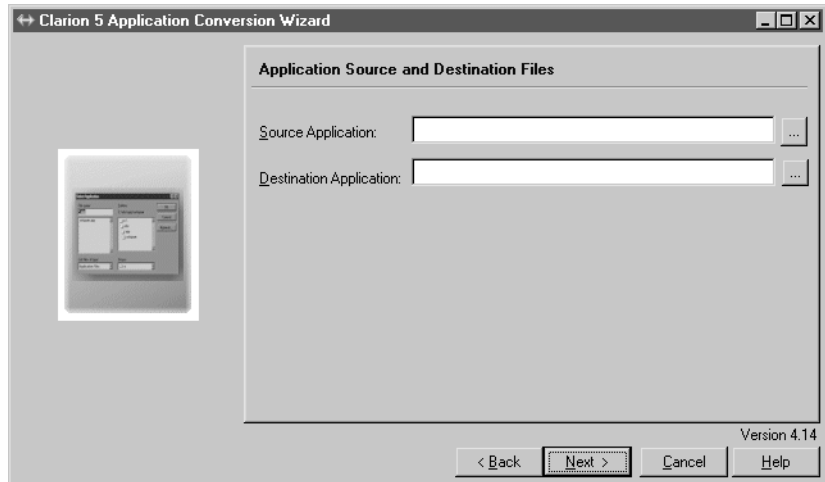 Clarion 5 Application Conversion Wizard
Application Source and Destination Files
Source Application:
...
Destination Application:
...
Version 4.14
< Back
Next >
Cancel
Help